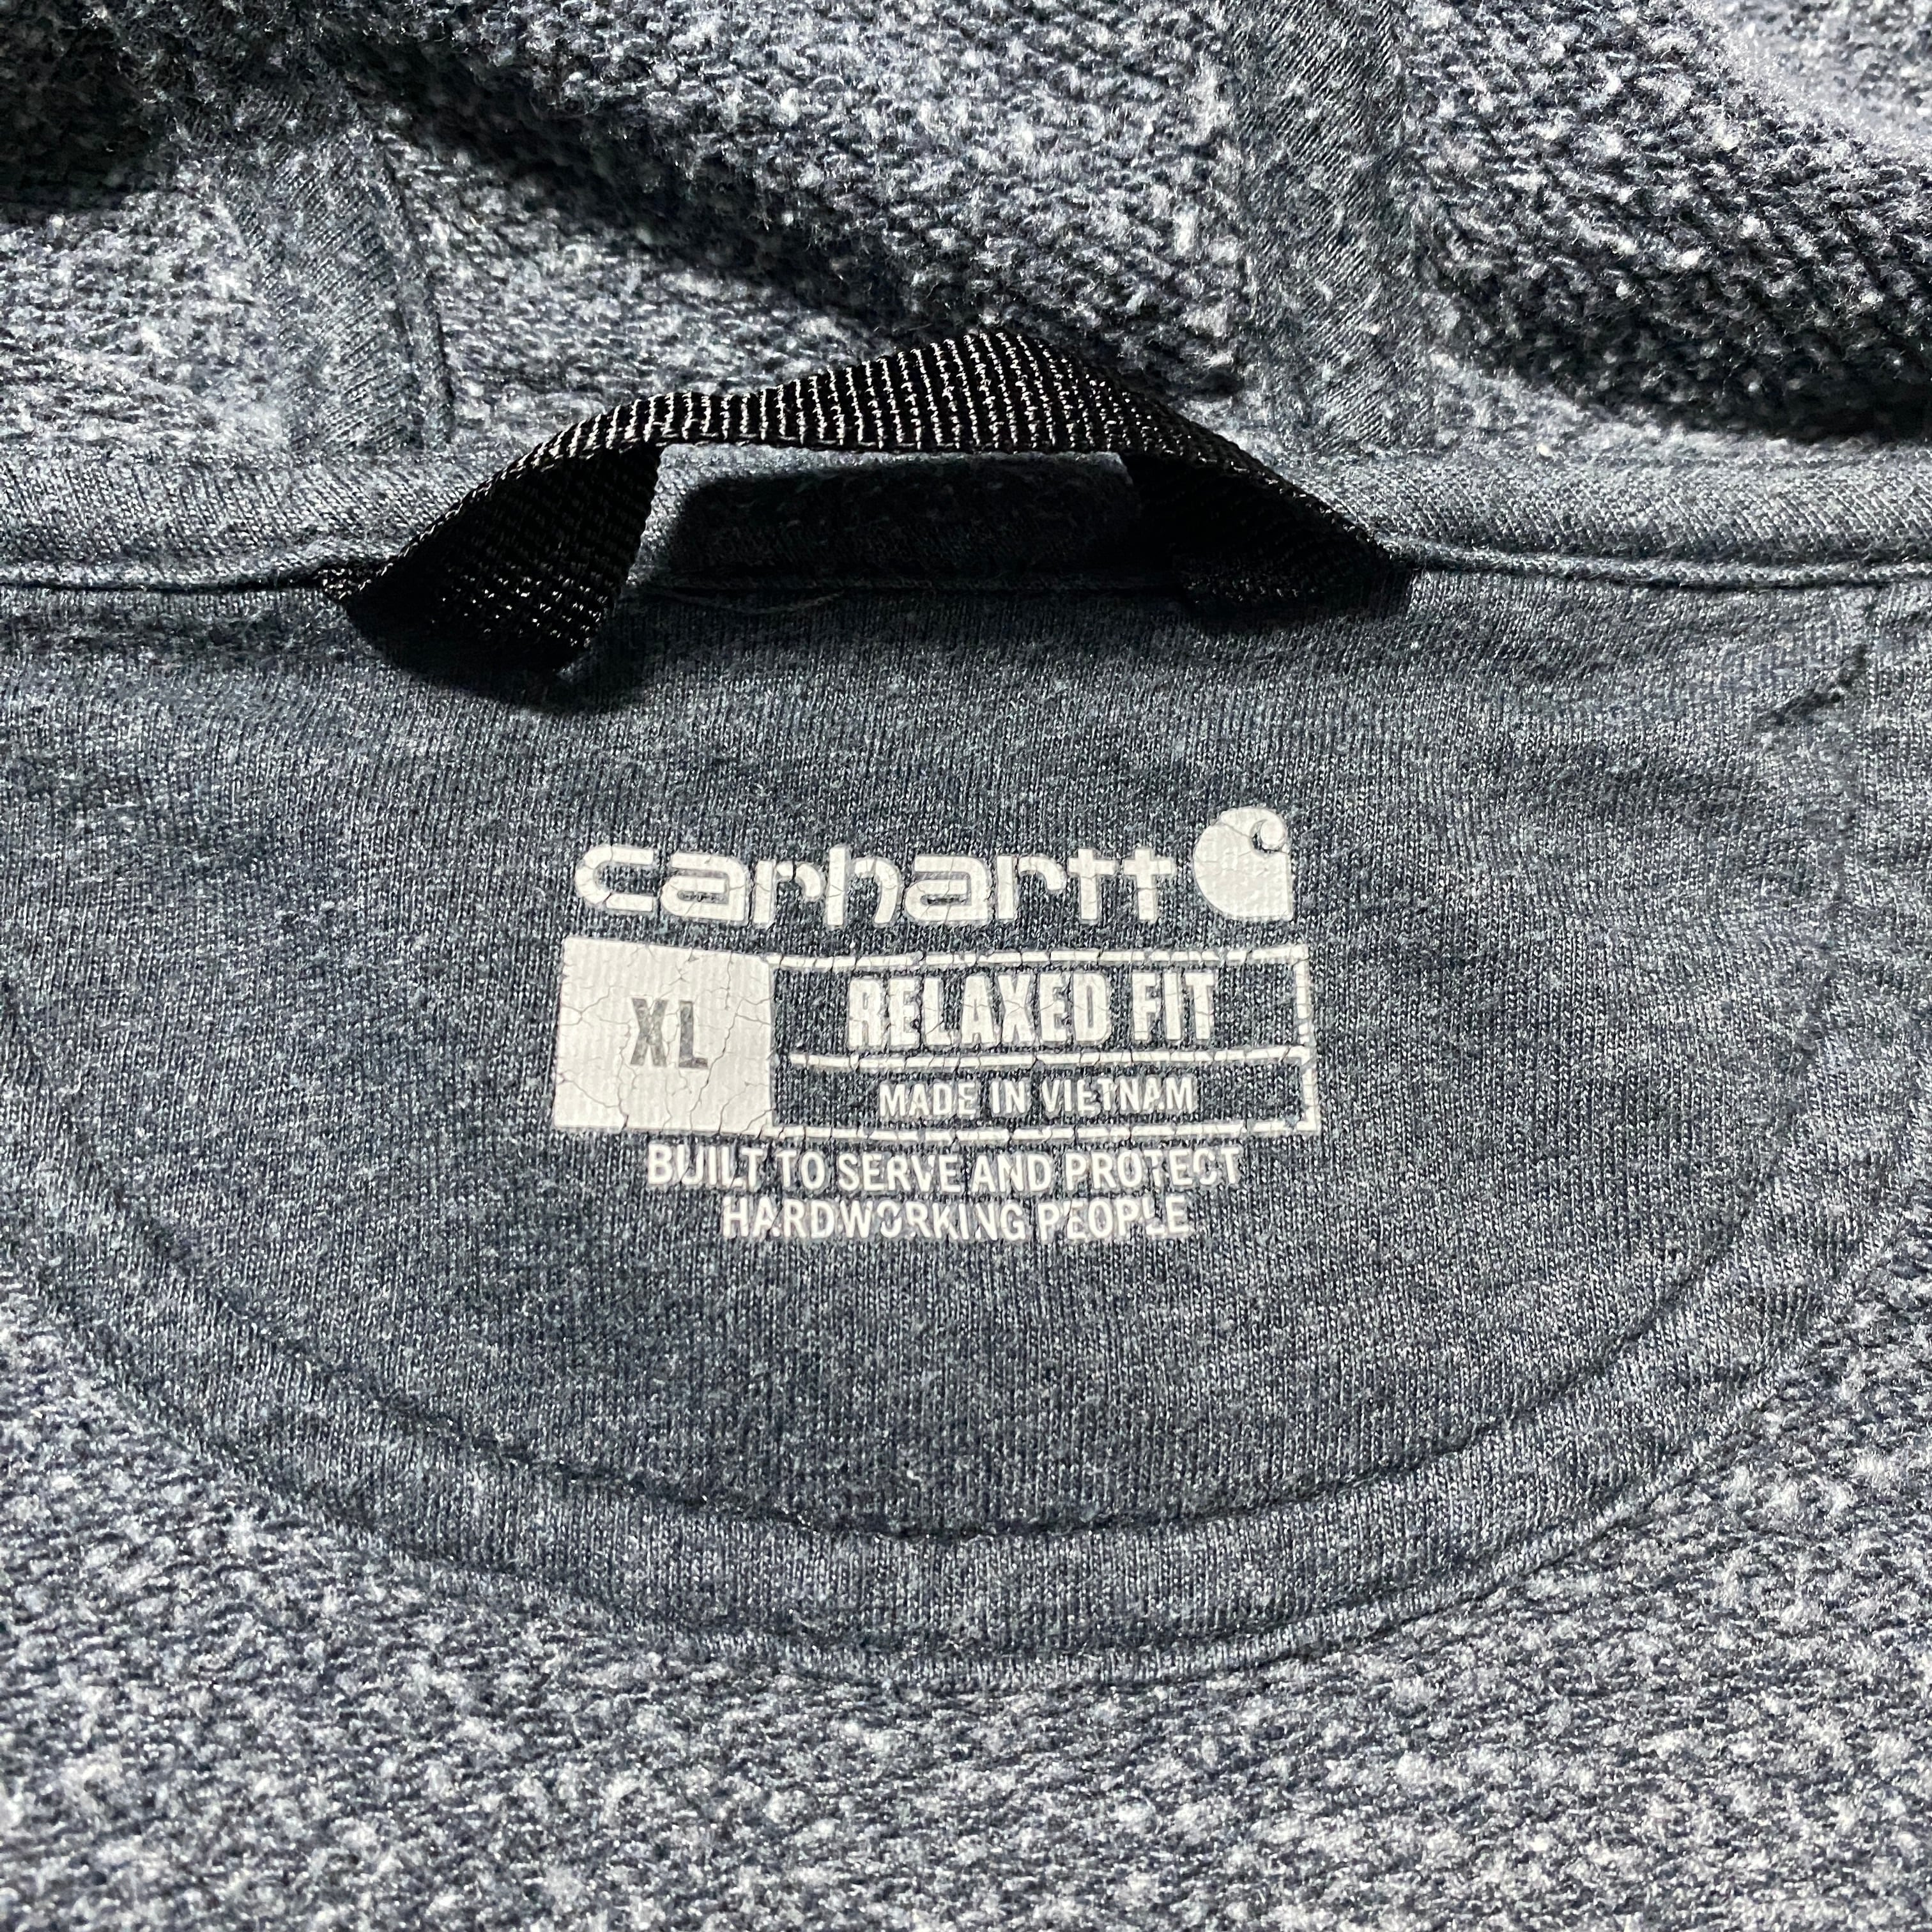 carhartt
XL
RELAXED FIT
MADE IN VIETNAM
BUILT TO SERVE AND PROTECT
HARDWORKING PEOPLE